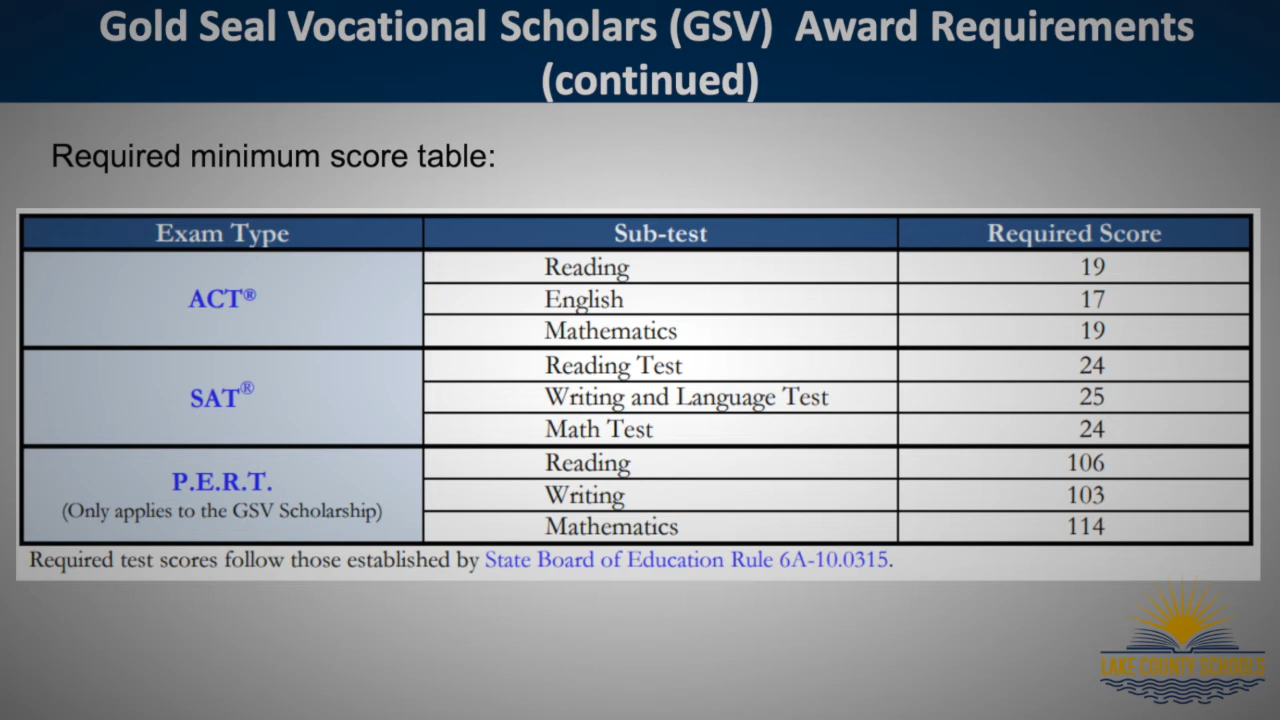 Gold Seal Vocational Scholars (GSV) Award Requirements
(continued)
Required minimum score table:
Exam Type Sub-test Required Score
ACT® Reading 19
English 17
Mathematics 19
SAT® Reading Test 24
Writing and Language Test 25
Math Test 24
P.E.R.T. (Only applies to the GSV Scholarship) Reading 106
Writing 103
Mathematics 114
Required test scores follow those established by State Board of Education Rule 6A-10.0315.
LAKE COUNTY SCHOOLS